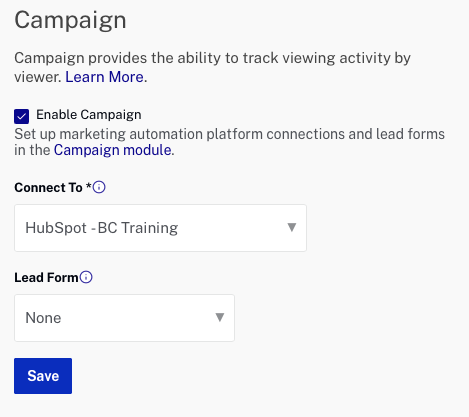 Campaign
Campaign provides the ability to track viewing activity by
viewer. Learn More.
Enable Campaign
Set up marketing automation platform connections and lead forms
in the Campaign module.
Connect To *
HubSpot - BC Training
Lead Form
None
Save